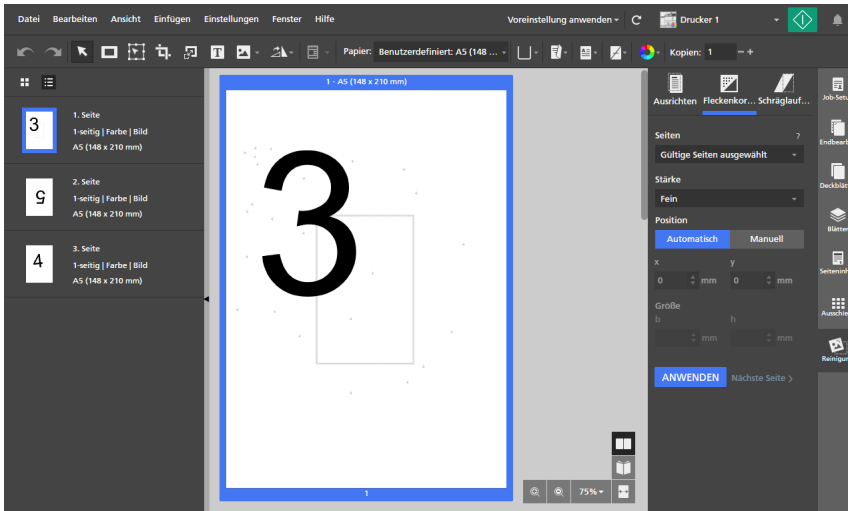 Datei Bearbeiten Ansicht Einfügen Einstellungen Fenster Hilfe Voreinstellung anwenden Drucker 1
Papier: Benutzerdefiniert: A5 (148 ... Kopien: 1 − +
1 - A5 (148 x 210 mm)
3
1. Seite
1-seitig | Farbe | Bild
A5 (148 x 210 mm)
5
2. Seite
1-seitig | Farbe | Bild
A5 (148 x 210 mm)
4
3. Seite
1-seitig | Farbe | Bild
A5 (148 x 210 mm)
3
1
75%
Ausrichten Fleckenkor... Schräglauf...
Seiten ?
Gültige Seiten ausgewählt
Stärke
Fein
Position
Automatisch Manuell
x y
0 mm 0 mm
Größe
b h
mm mm
ANWENDEN Nächste Seite >
Job-Setu
Endbearb
Deckblät
Blätter
Seiteninh
Ausschie
Reinigun